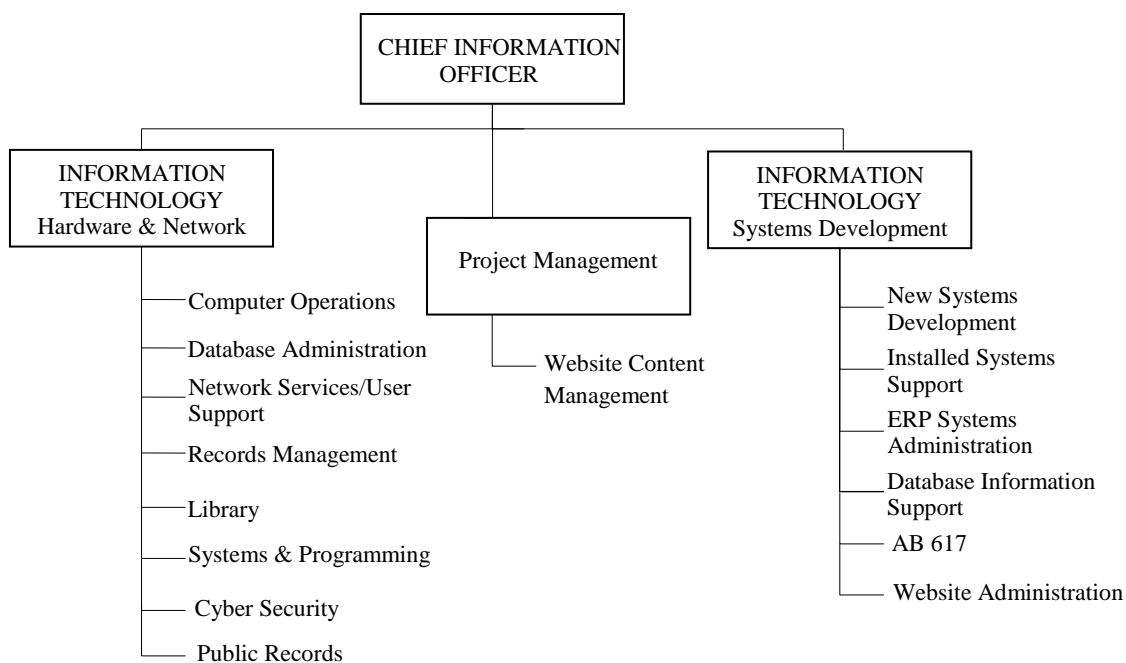 CHIEF INFORMATION
OFFICER
INFORMATION
TECHNOLOGY
Hardware & Network
Computer Operations
Database Administration
Network Services/User
Support
Records Management
Library
Systems & Programming
Cyber Security
Public Records
Project Management
Website Content
Management
INFORMATION
TECHNOLOGY
Systems Development
New Systems
Development
Installed Systems
Support
ERP Systems
Administration
Database Information
Support
AB 617
Website Administration